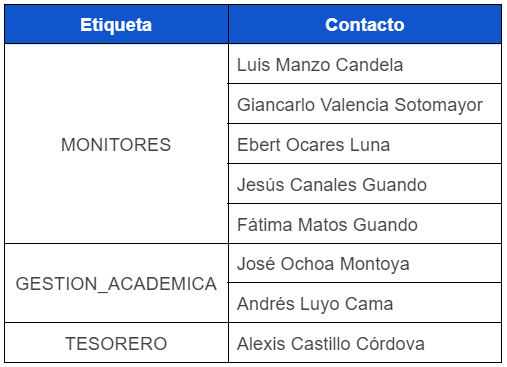 Etiqueta Contacto
MONITORES
Luis Manzo Candela
Giancarlo Valencia Sotomayor
Ebert Ocares Luna
Jesús Canales Guando
Fátima Matos Guando
GESTION_ACADEMICA
José Ochoa Montoya
Andrés Luyo Cama
TESORERO
Alexis Castillo Córdova